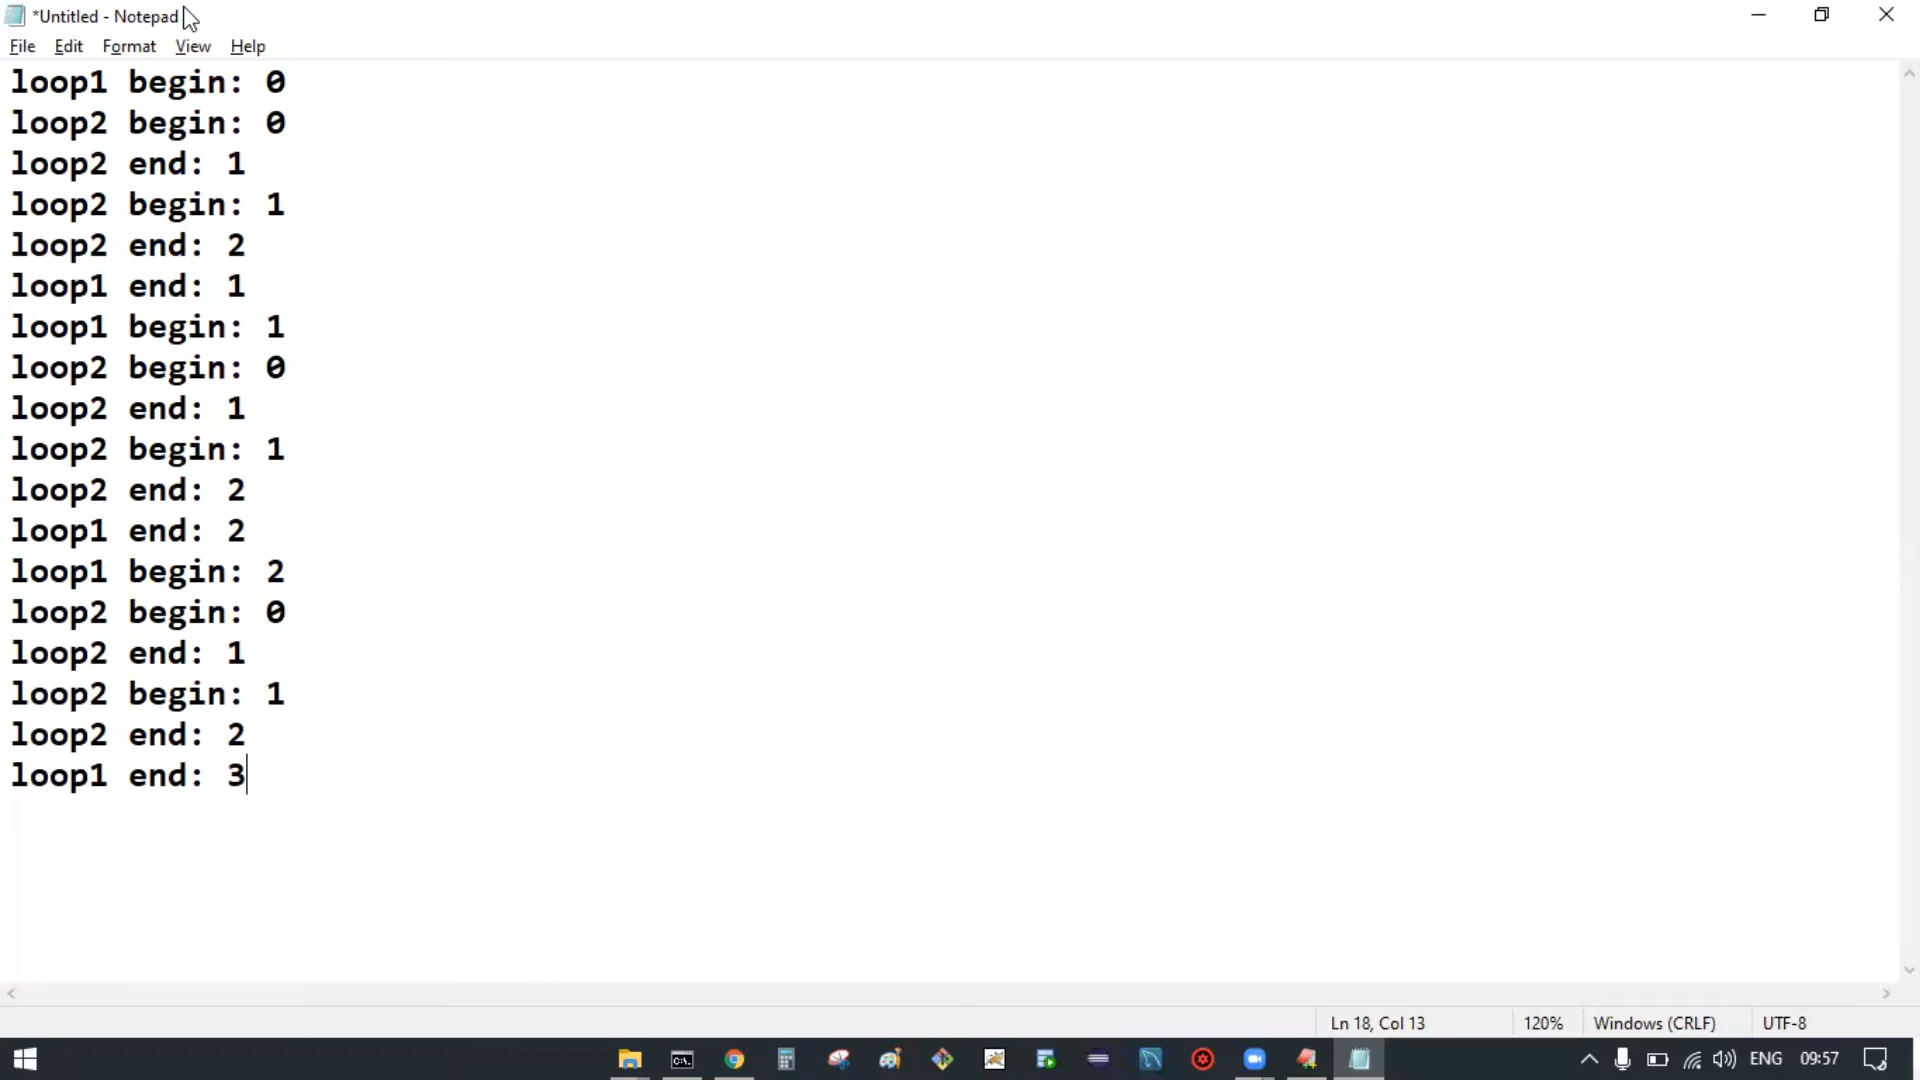 *Untitled - Notepad
File Edit Format View Help
loop1 begin: 0
loop2 begin: 0
loop2 end: 1
loop2 begin: 1
loop2 end: 2
loop1 end: 1
loop1 begin: 1
loop2 begin: 0
loop2 end: 1
loop2 begin: 1
loop2 end: 2
loop1 end: 2
loop1 begin: 2
loop2 begin: 0
loop2 end: 1
loop2 begin: 1
loop2 end: 2
loop1 end: 3
Ln 18, Col 13 120% Windows (CRLF) UTF-8
ENG 09:57